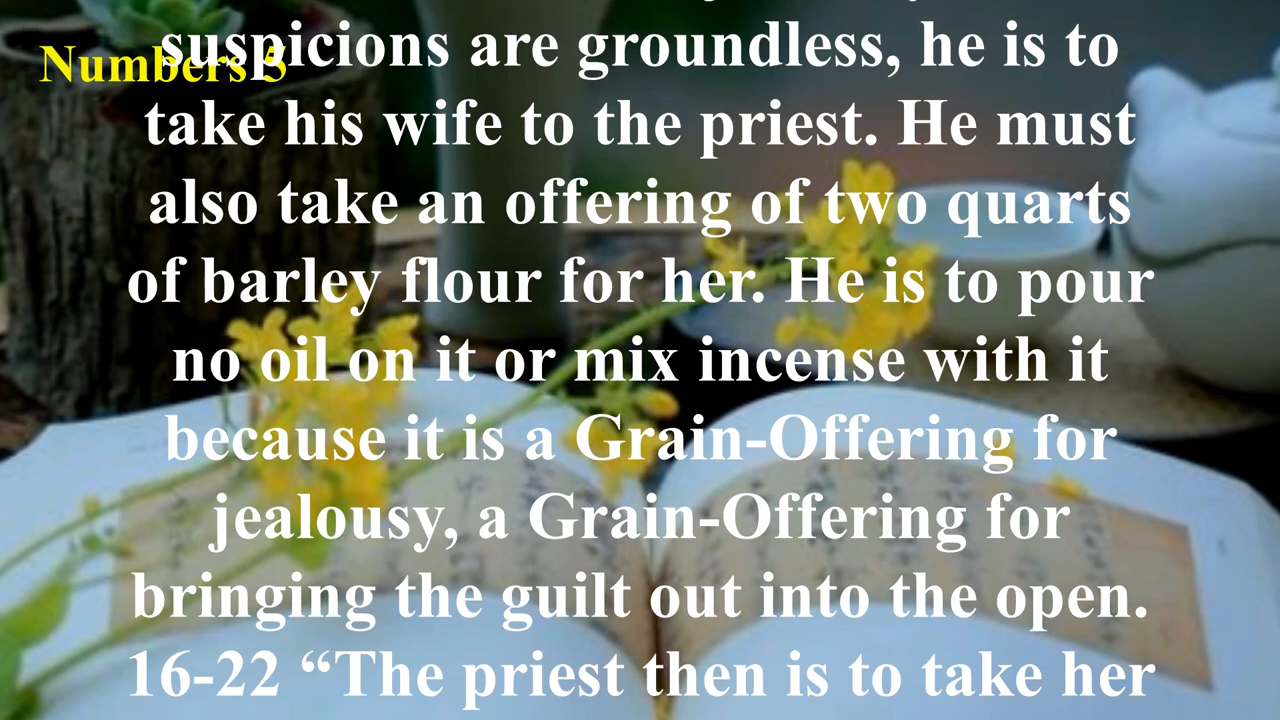 Numbers 5
suspicions are groundless, he is to
take his wife to the priest. He must
also take an offering of two quarts
of barley flour for her. He is to pour
no oil on it or mix incense with it
because it is a Grain-Offering for
jealousy, a Grain-Offering for
bringing the guilt out into the open.
16-22 “The priest then is to take her